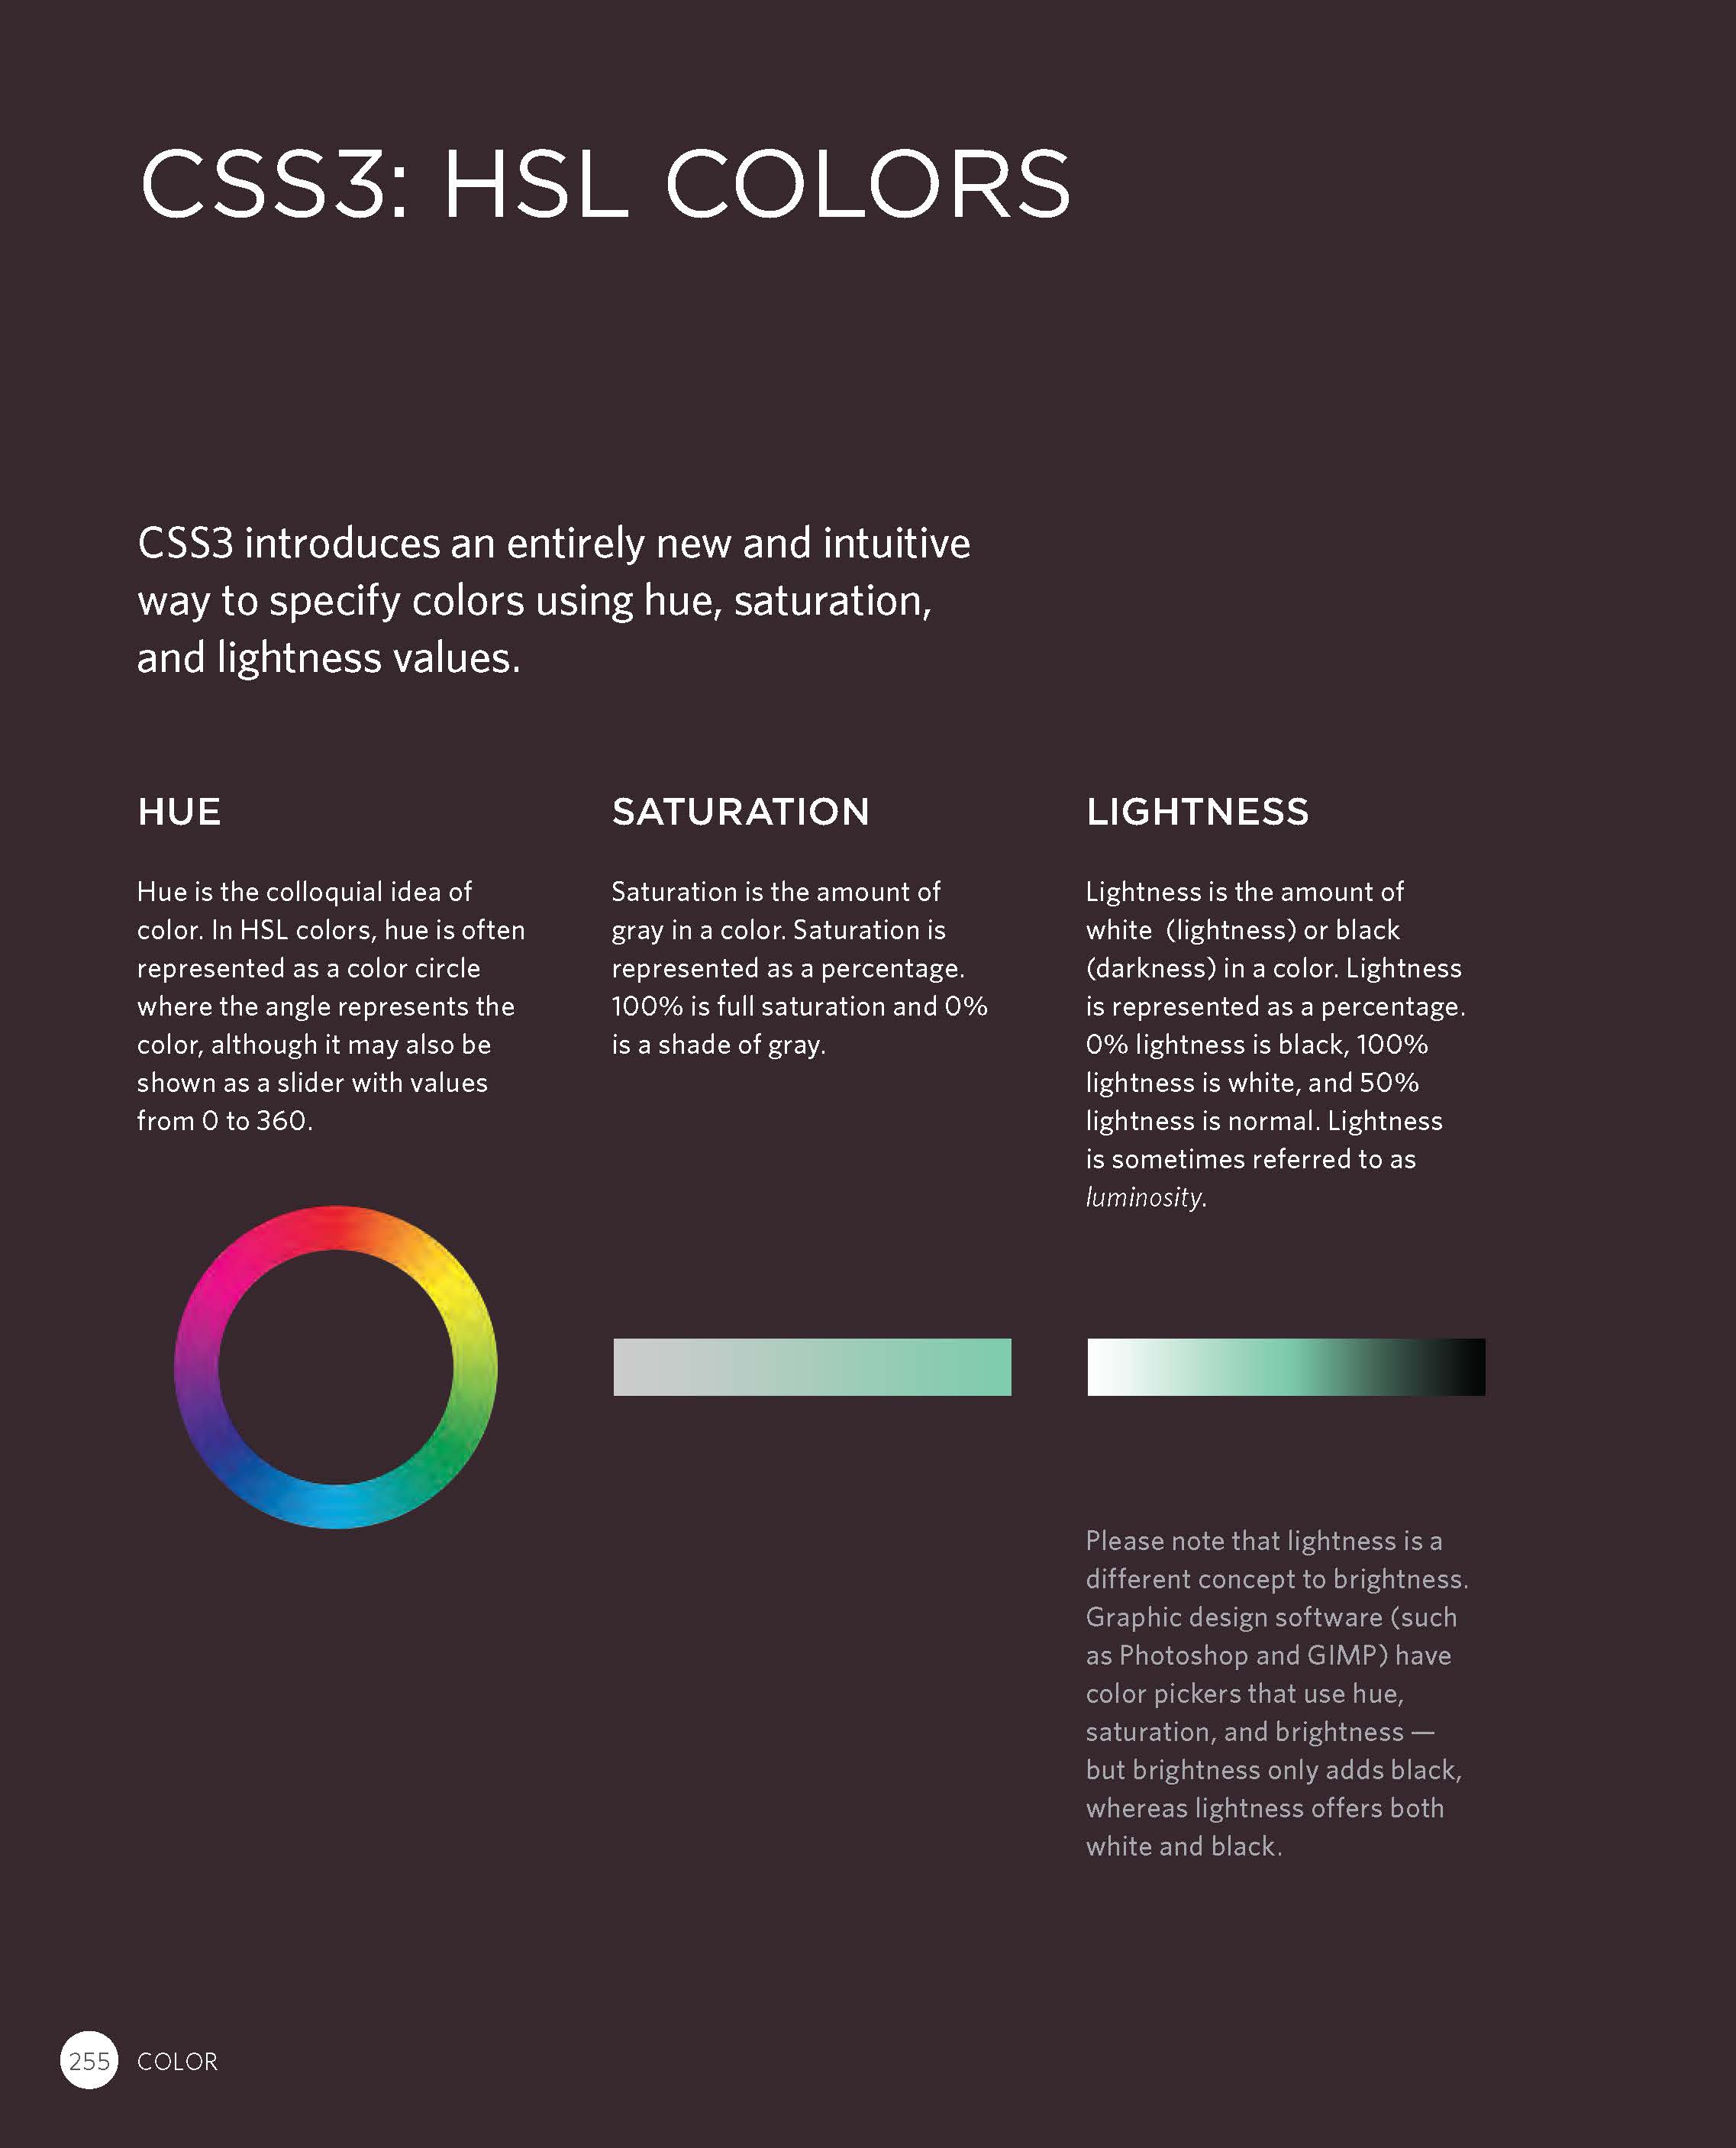 CSS3: HSL COLORS
CSS3 introduces an entirely new and intuitive
way to specify colors using hue, saturation,
and lightness values.
HUE
Hue is the colloquial idea of
color. In HSL colors, hue is often
represented as a color circle
where the angle represents the
color, although it may also be
shown as a slider with values
from 0 to 360.
SATURATION
Saturation is the amount of
gray in a color. Saturation is
represented as a percentage.
100% is full saturation and 0%
is a shade of gray.
LIGHTNESS
Lightness is the amount of
white (lightness) or black
(darkness) in a color. Lightness
is represented as a percentage.
0% lightness is black, 100%
lightness is white, and 50%
lightness is normal. Lightness
is sometimes referred to as
luminosity.
Please note that lightness is a
different concept to brightness.
Graphic design software (such
as Photoshop and GIMP) have
color pickers that use hue,
saturation, and brightness —
but brightness only adds black,
whereas lightness offers both
white and black.
255 COLOR